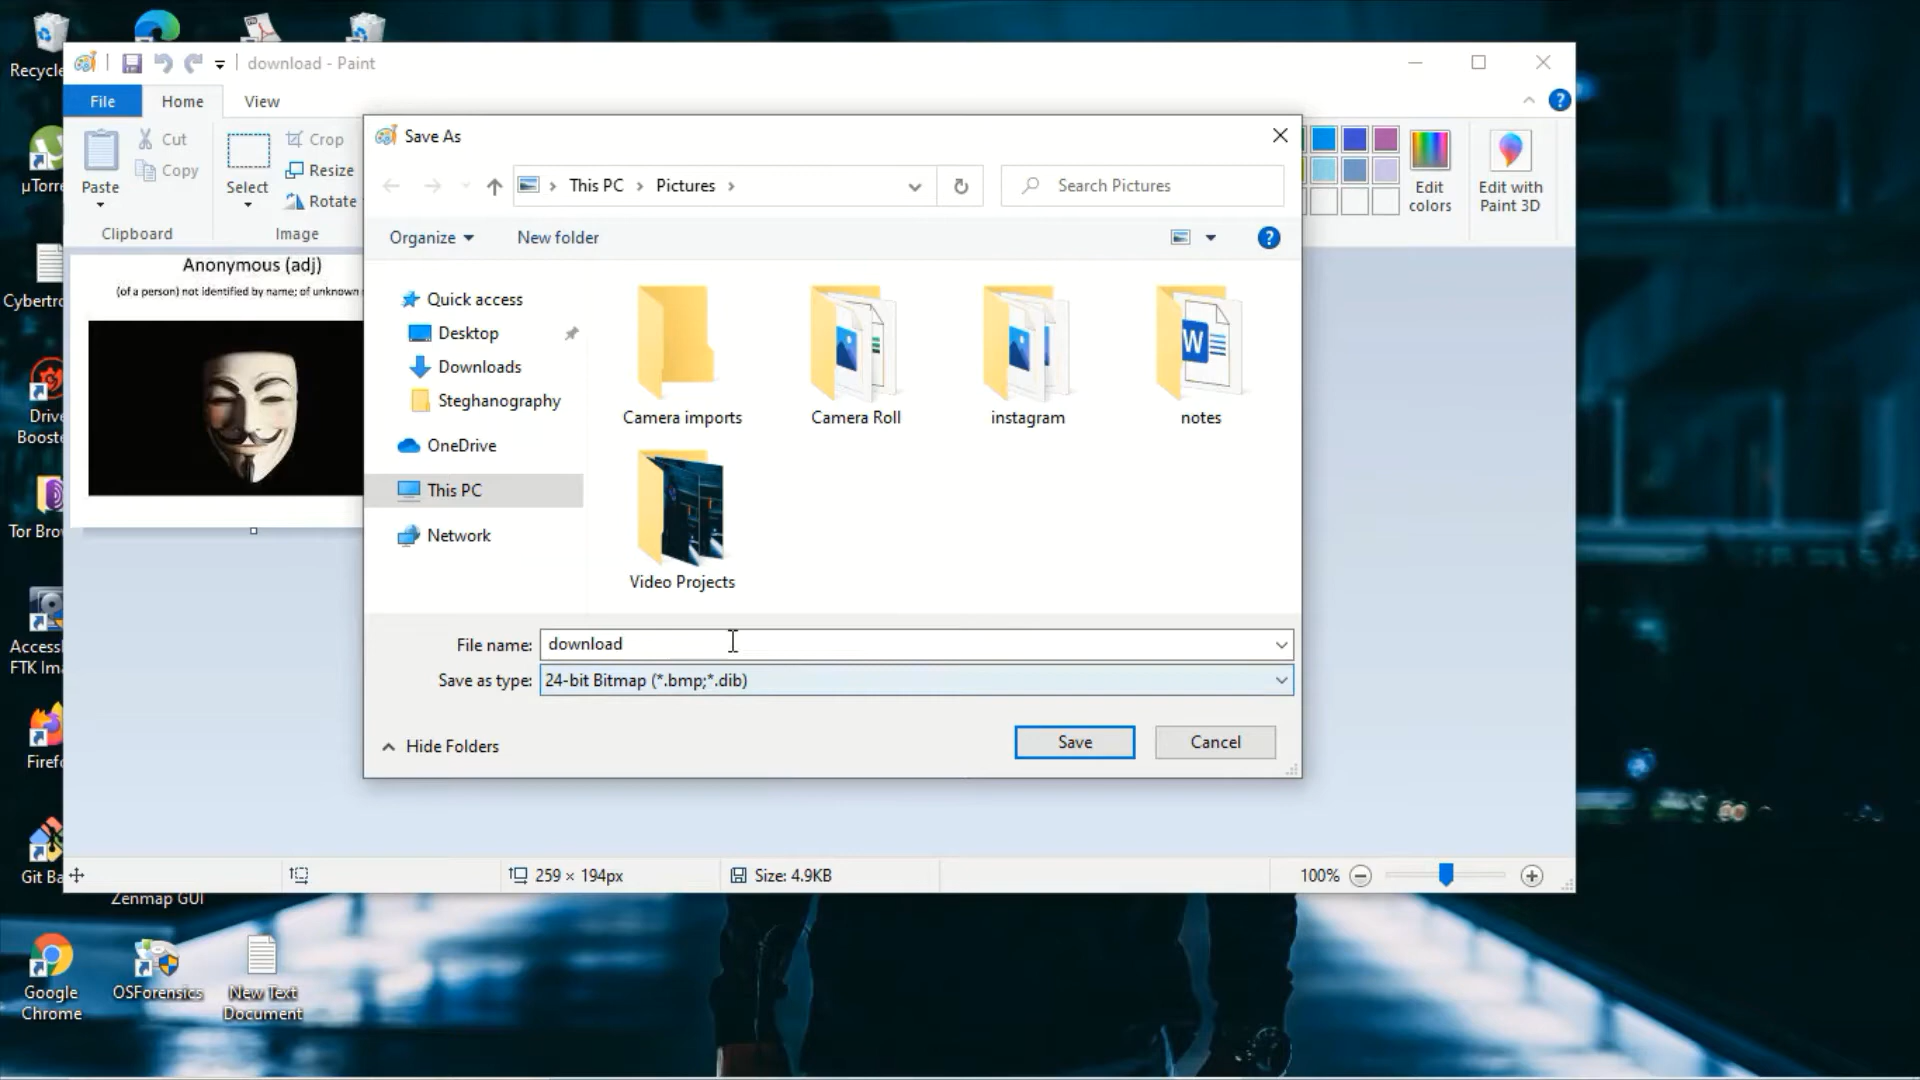 Recycle
download - Paint
File
Home
View
Paste
Cut
Copy
Clipboard
Select
Crop
Resize
Rotate
Image
Edit
colors
Edit with
Paint 3D
Save As
This PC
Pictures
Search Pictures
Organize
New folder
Quick access
Desktop
Downloads
Steghanography
OneDrive
This PC
Network
Camera imports
Camera Roll
instagram
notes
Video Projects
File name: download
Save as type: 24-bit Bitmap (*.bmp;*.dib)
Hide Folders
Save
Cancel
Anonymous (adj)
(of a person) not identified by name; of unknown
259 × 194px
Size: 4.9KB
100%
µTorre
Cybertro
Drive
Booste
Tor Brow
Access
FTK Ima
Firefo
Git Ba
Zenmap GUI
Google
Chrome
OSForensics
New Text
Document